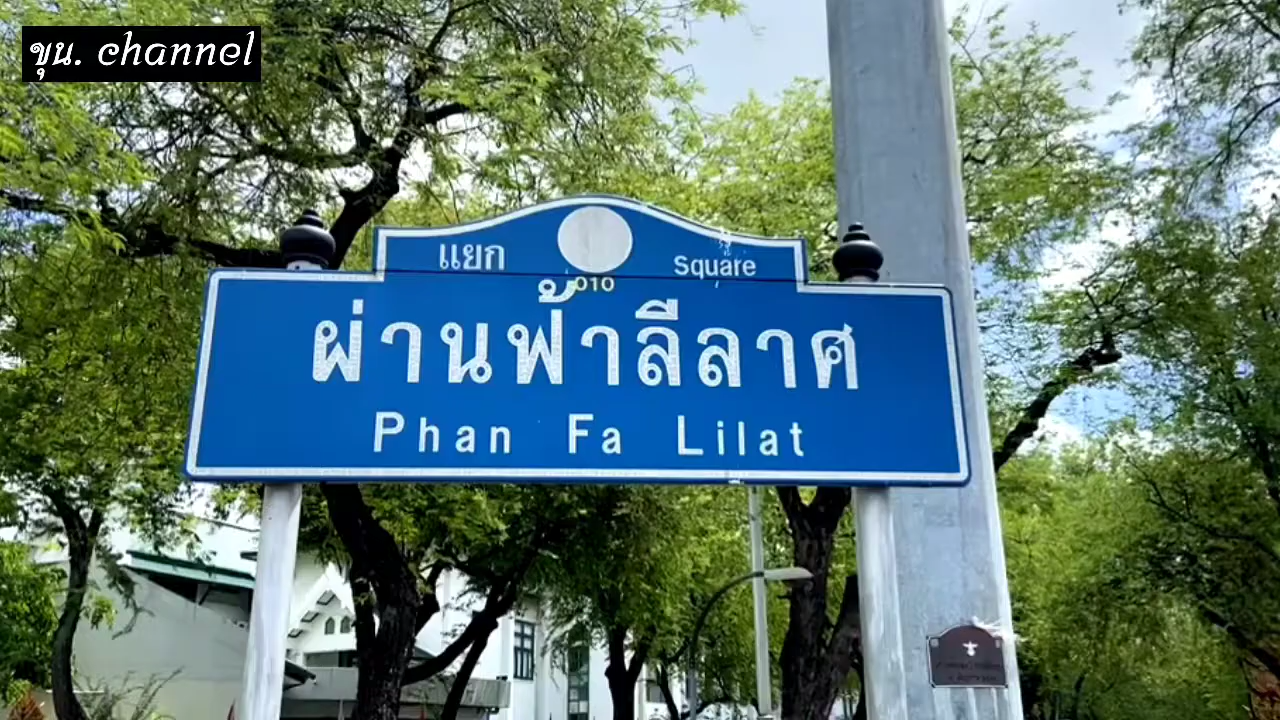 ขุน. channel
แยก Square
010
ผ่านฟ้าลีลาศ
Phan Fa Lilat